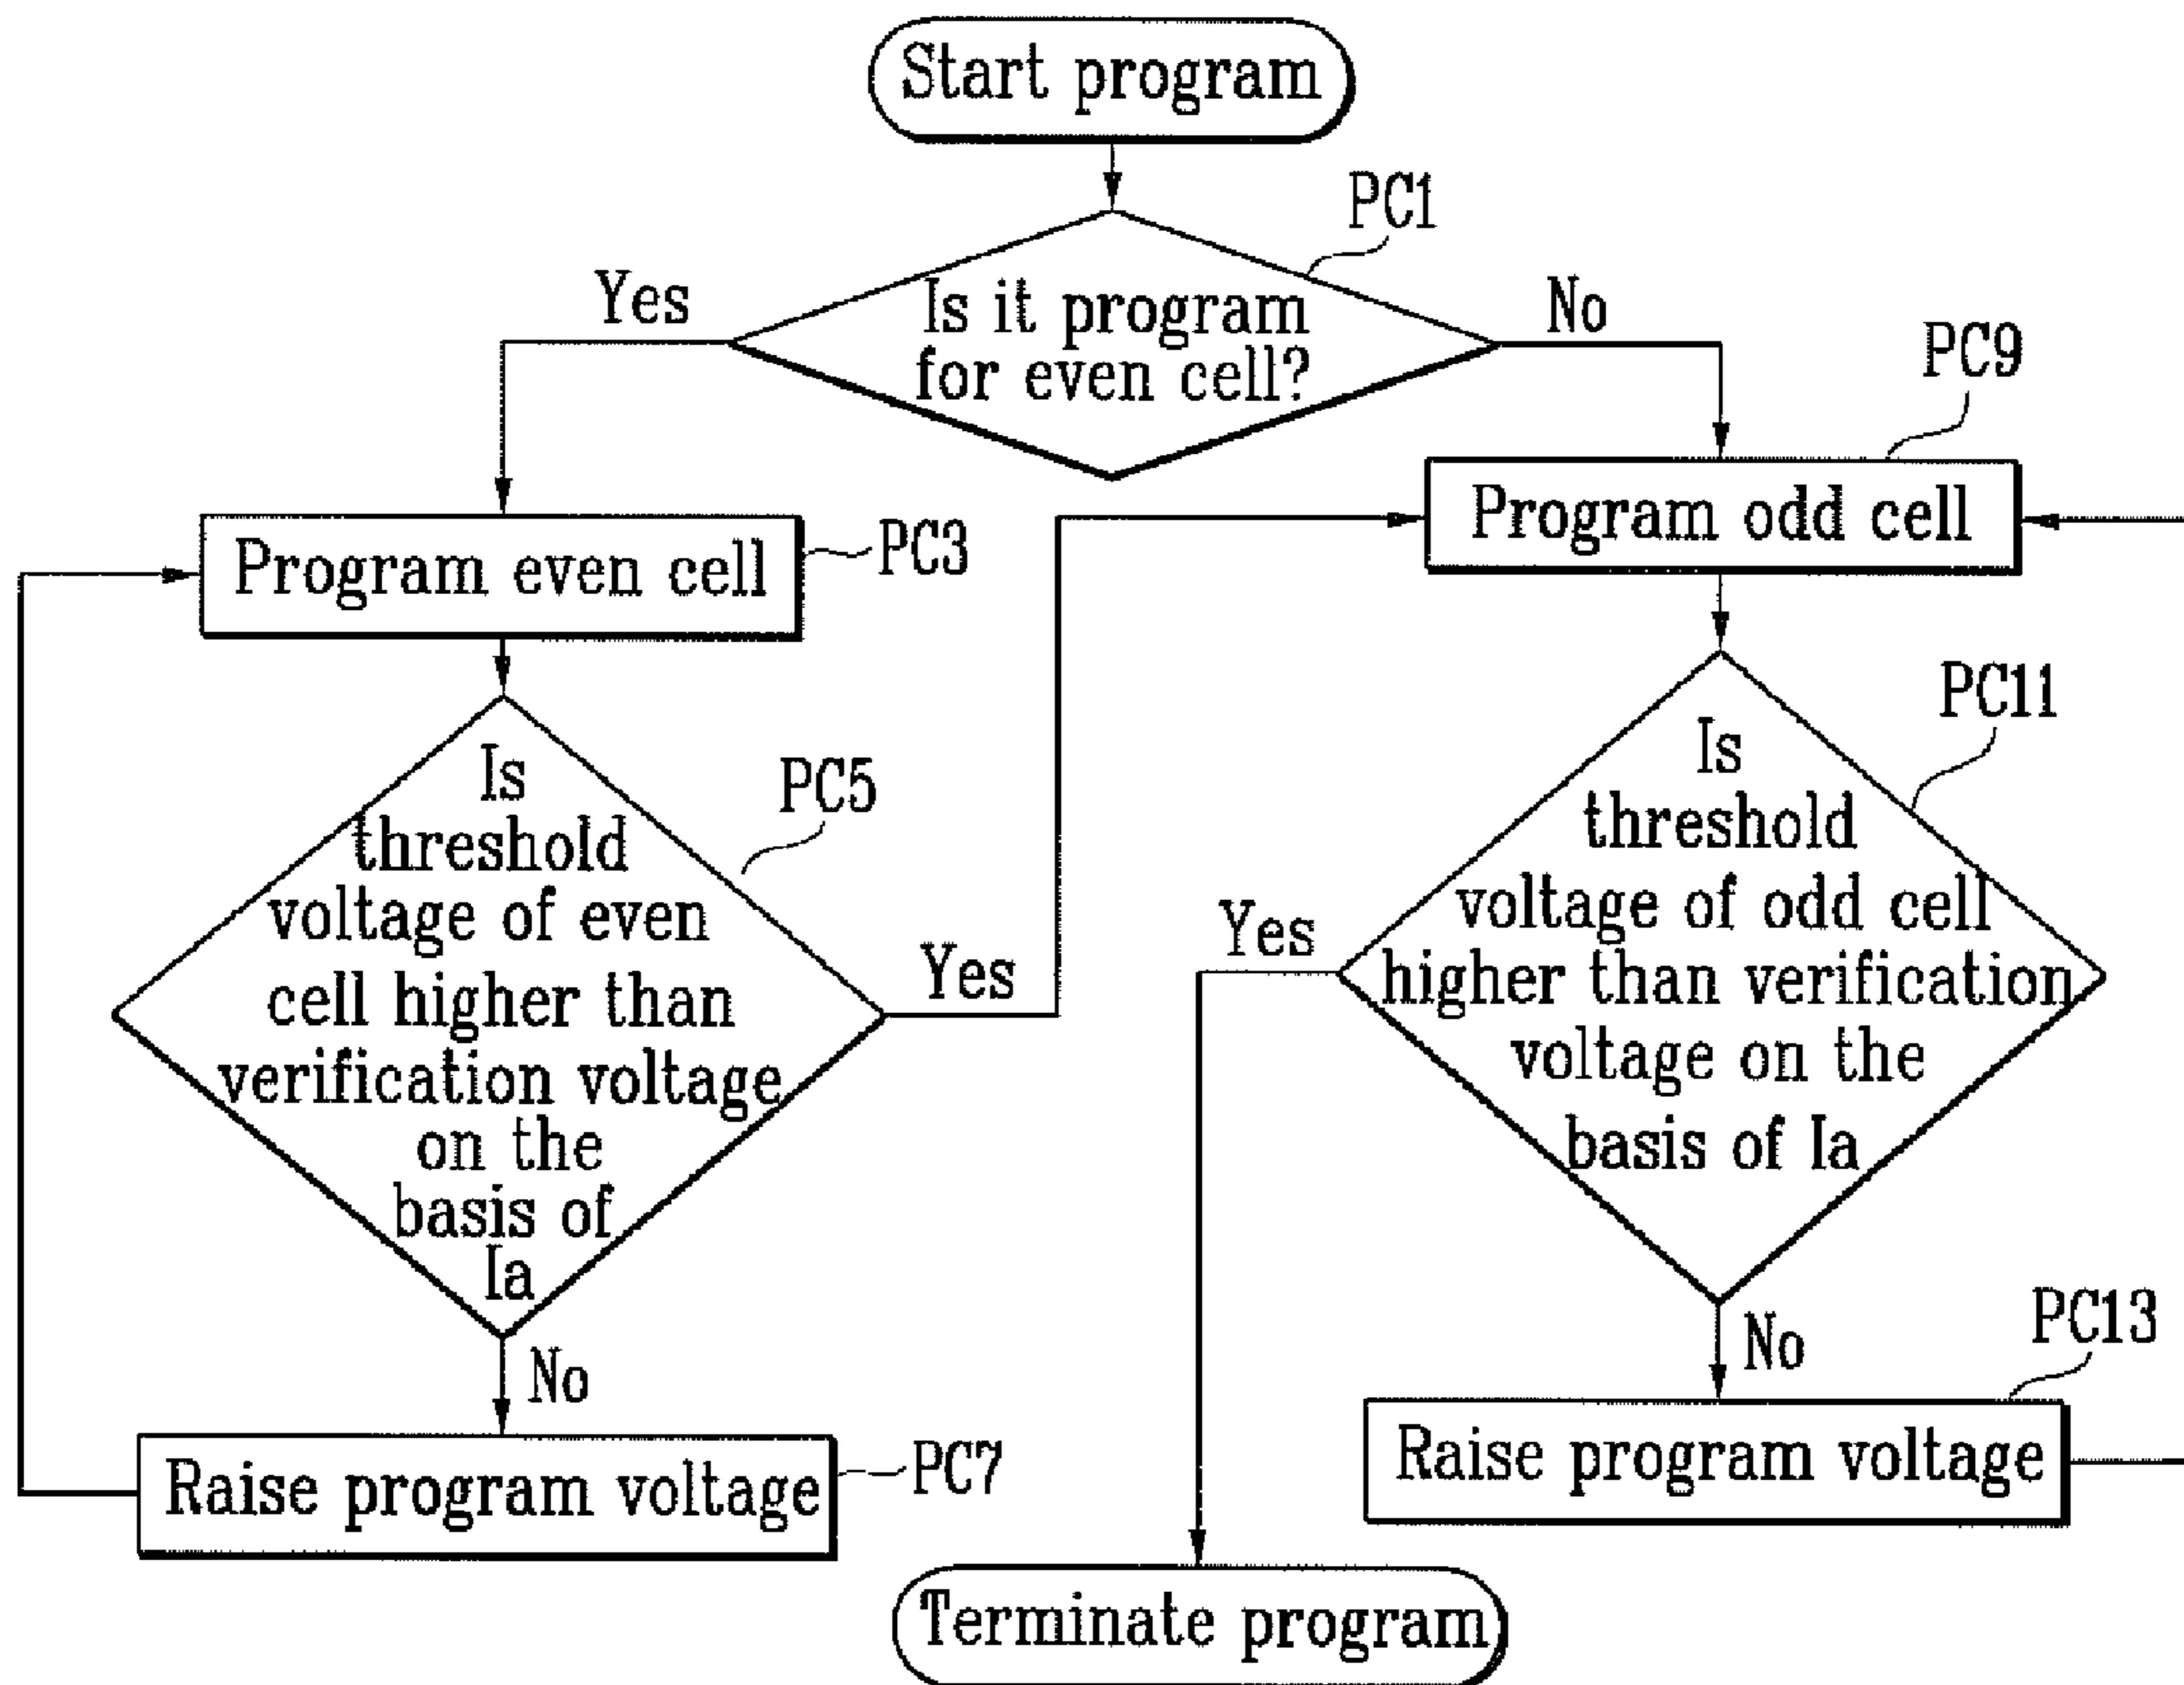 Start program
PC1
Yes
Is it program
for even cell?
No
PC9
Program even cell
PC3
Program odd cell
Is
threshold
voltage of even
cell higher than
verification voltage
on the
basis of
Ia
PC5
Yes
Is
threshold
voltage of odd cell
higher than verification
voltage on the
basis of Ia
PC11
Yes
No
Raise program voltage
PC7
No
PC13
Raise program voltage
Terminate program